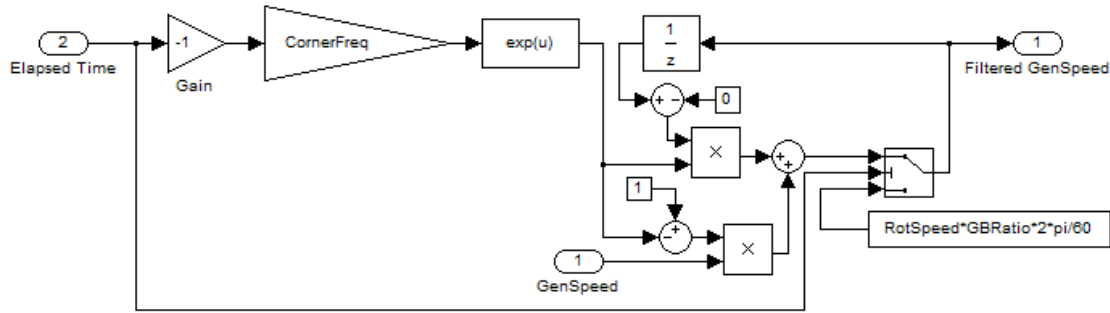 2
Elapsed Time
-1
Gain
CornerFreq
exp(u)
1
z
1
Filtered GenSpeed
+ −
0
×
+
+
1
− +
×
1
GenSpeed
RotSpeed*GBRatio*2*pi/60